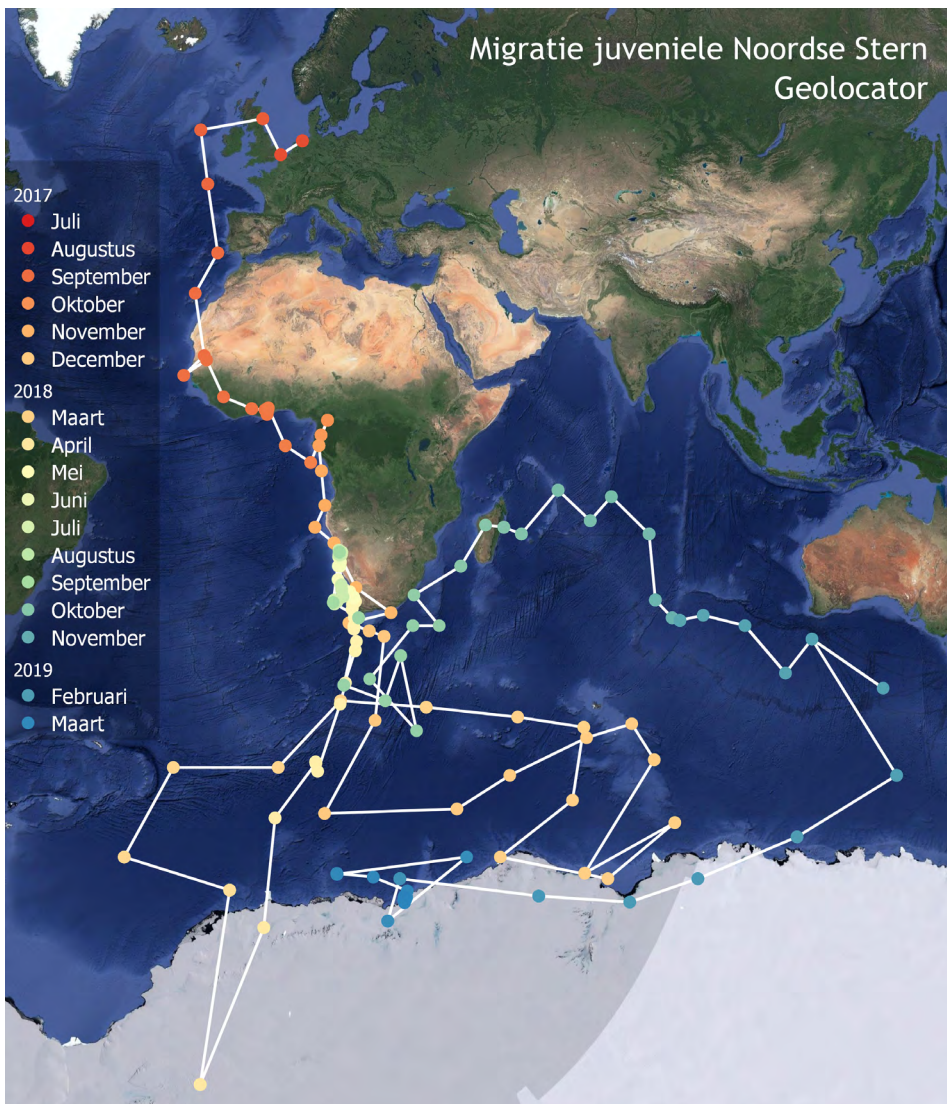 Migratie juveniele Noordse Stern
Geolocator
2017
Juli
Augustus
September
Oktober
November
December
2018
Maart
April
Mei
Juni
Juli
Augustus
September
Oktober
November
2019
Februari
Maart